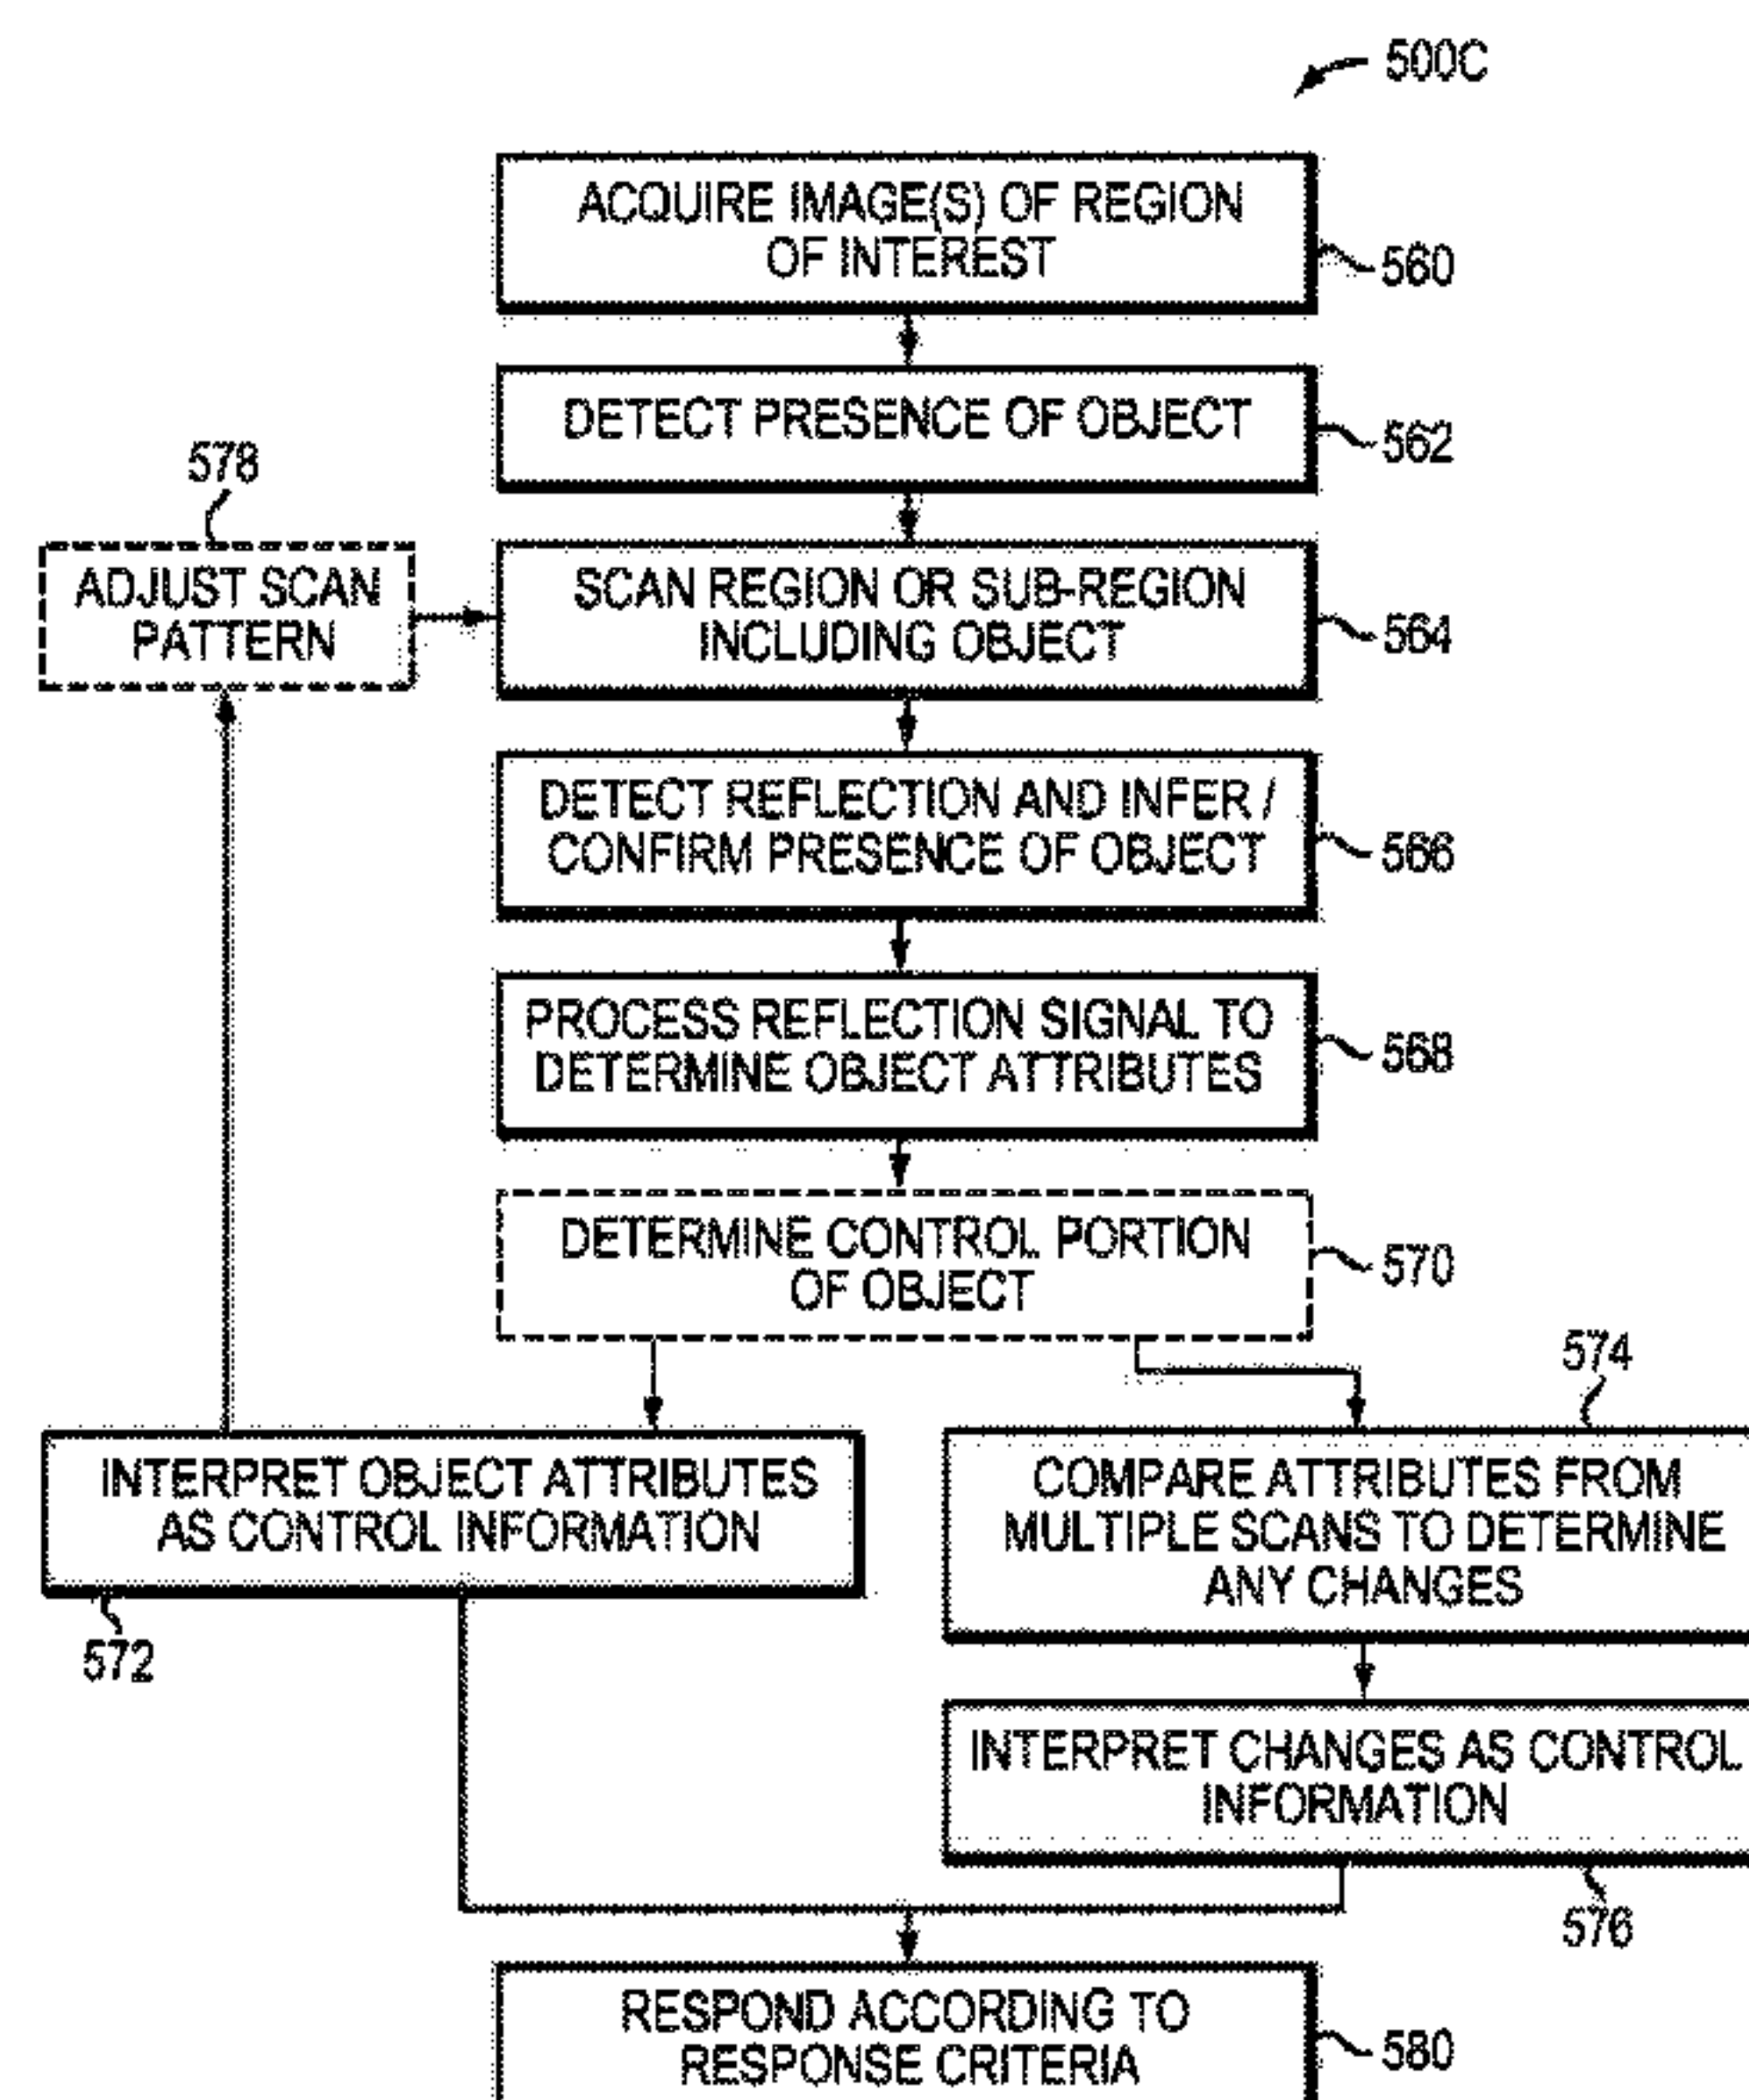 500C
ACQUIRE IMAGE(S) OF REGION
OF INTEREST
560
DETECT PRESENCE OF OBJECT
562
578
ADJUST SCAN
PATTERN
SCAN REGION OR SUB-REGION
INCLUDING OBJECT
564
DETECT REFLECTION AND INFER /
CONFIRM PRESENCE OF OBJECT
566
PROCESS REFLECTION SIGNAL TO
DETERMINE OBJECT ATTRIBUTES
568
DETERMINE CONTROL PORTION
OF OBJECT
570
INTERPRET OBJECT ATTRIBUTES
AS CONTROL INFORMATION
572
574
COMPARE ATTRIBUTES FROM
MULTIPLE SCANS TO DETERMINE
ANY CHANGES
INTERPRET CHANGES AS CONTROL
INFORMATION
576
RESPOND ACCORDING TO
RESPONSE CRITERIA
580